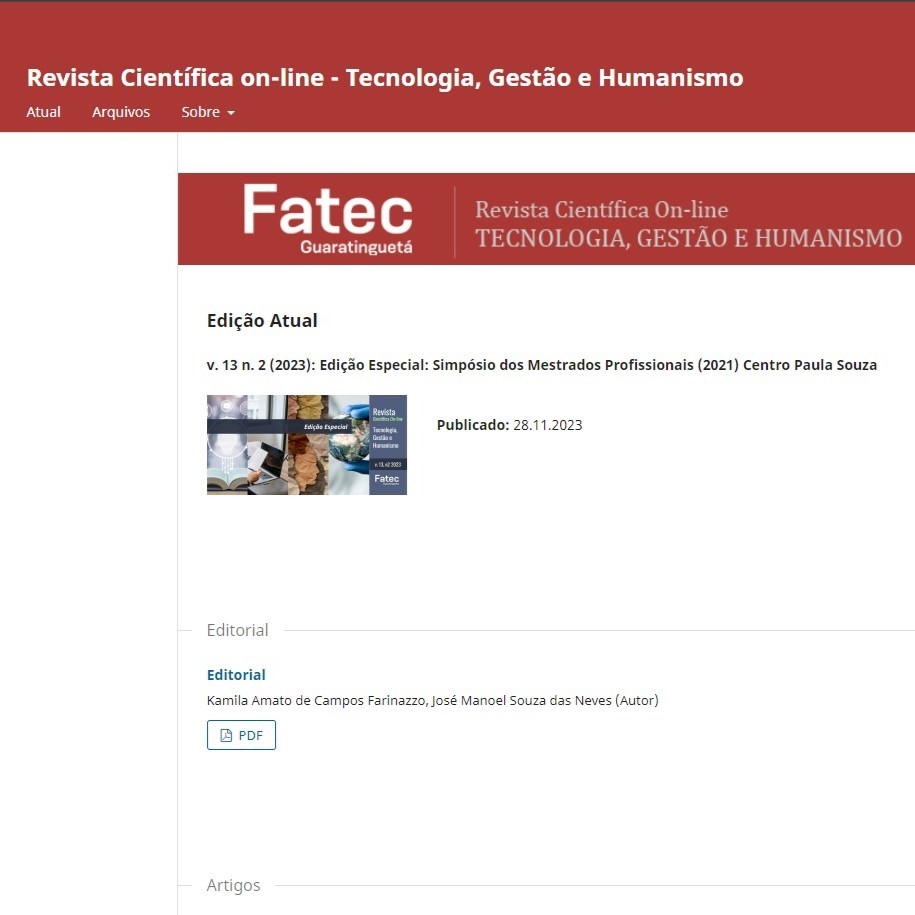 Revista Científica on-line - Tecnologia, Gestão e Humanismo
Atual Arquivos Sobre
Fatec
Guaratinguetá
Revista Científica On-line
TECNOLOGIA, GESTÃO E HUMANISMO
Edição Atual
v. 13 n. 2 (2023): Edição Especial: Simpósio dos Mestrados Profissionais (2021) Centro Paula Souza
Edição Especial
Revista
Científica On-line
Tecnologia,
Gestão e
Humanismo
v. 13, n.2 2023
Fatec
Publicado: 28.11.2023
Editorial
Editorial
Kamila Amato de Campos Farinazzo, José Manoel Souza das Neves (Autor)
PDF
Artigos